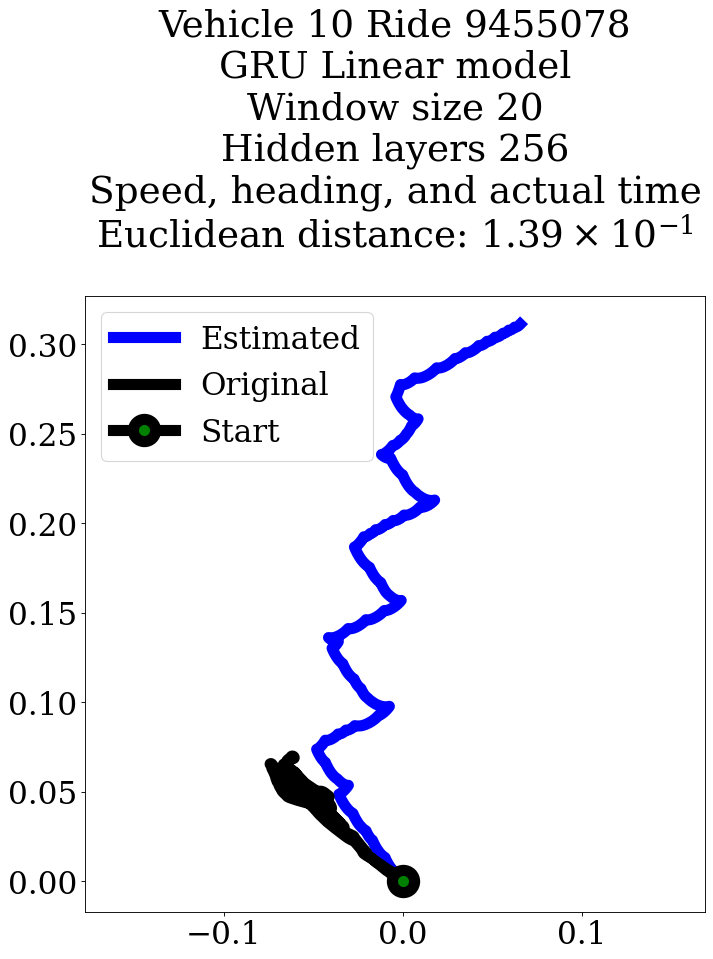 Vehicle 10 Ride 9455078
GRU Linear model
Window size 20
Hidden layers 256
Speed, heading, and actual time
Euclidean distance: 1.39 × 10⁻¹
Estimated
Original
Start
0.30
0.25
0.20
0.15
0.10
0.05
0.00
−0.1
0.0
0.1